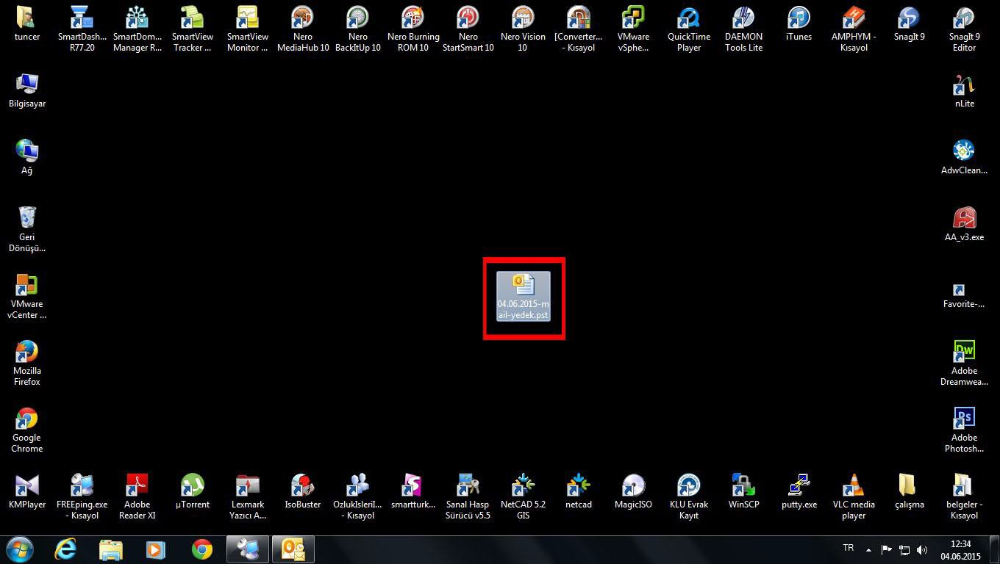 tuncer
SmartDash...
R77.20
SmartDom...
Manager R...
SmartView
Tracker ...
SmartView
Monitor ...
Nero
MediaHub 10
Nero
BackItUp 10
Nero Burning
ROM 10
Nero
StartSmart 10
Nero Vision
10
[Converter...
- Kısayol
VMware
vSphe...
QuickTime
Player
DAEMON
Tools Lite
iTunes
AMPHYM -
Kısayol
SnagIt 9
SnagIt 9
Editor
Bilgisayar
nLite
Ağ
AdwClean...
Geri
Dönüşü...
AA_v3.exe
04.06.2015-m
ail-yedek.pst
VMware
vCenter ...
Favorite-...
Mozilla
Firefox
Dw
Adobe
Dreamwea...
Google
Chrome
Ps
Adobe
Photosh...
KMPlayer
FREEping.exe
- Kısayol
Adobe
Reader XI
µTorrent
Lexmark
Yazıcı A...
IsoBuster
OzlukIsleriI...
- Kısayol
smartturk...
Sanal Hasp
Sürücü v5.5
NetCAD 5.2
GIS
netcad
MagicISO
KLU Evrak
Kayıt
WinSCP
putty.exe
VLC media
player
çalışma
belgeler -
Kısayol
TR
12:34
04.06.2015